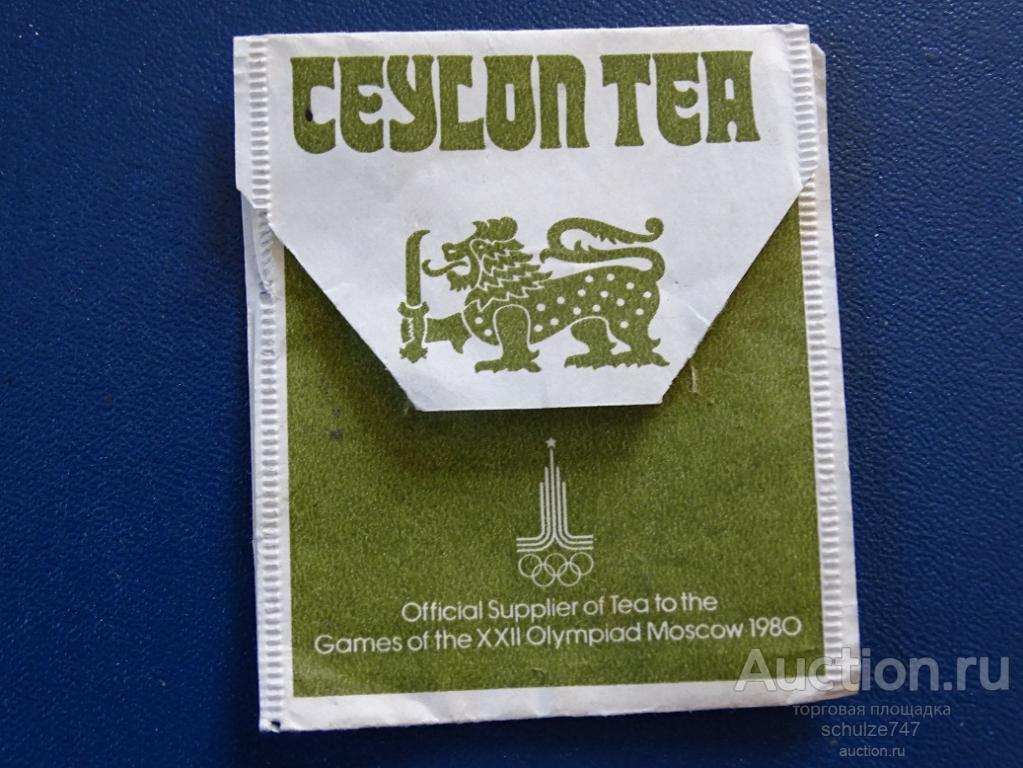 CEYLON TEA
Official Supplier of Tea to the
Games of the XXII Olympiad Moscow 1980
Auction.ru
торговая площадка
schulze747
auction.ru